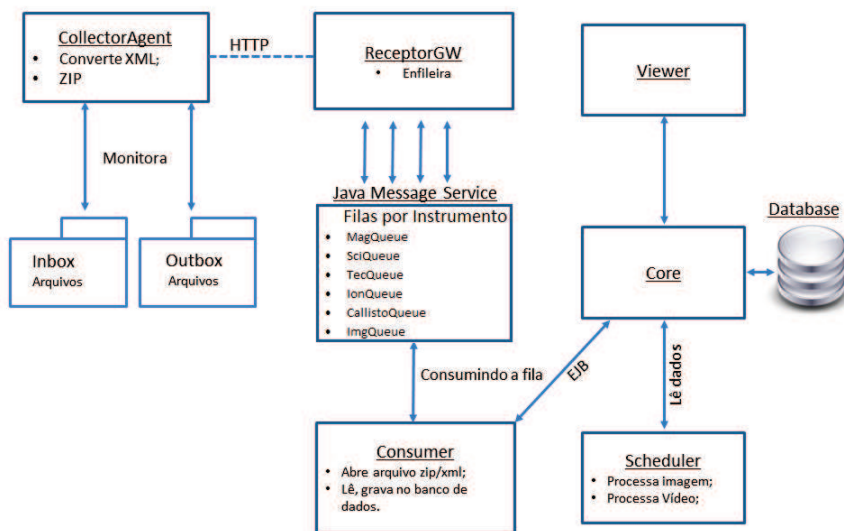 CollectorAgent
• Converte XML;
• ZIP
HTTP
ReceptorGW
• Enfileira
Viewer
Monitora
Java Message Service
Filas por Instrumento
• MagQueue
• SciQueue
• TecQueue
• IonQueue
• CallistoQueue
• ImgQueue
Inbox
Arquivos
Outbox
Arquivos
Database
Core
Consumindo a fila
EJB
Lê dados
Consumer
• Abre arquivo zip/xml;
• Lê, grava no banco de
dados.
Scheduler
• Processa imagem;
• Processa Vídeo;